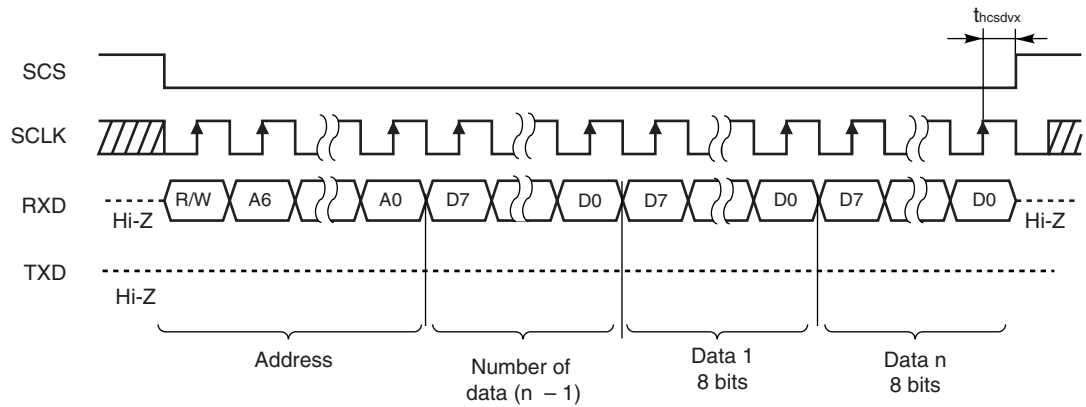 thcsdvx
SCS
SCLK
RXD
Hi-Z
R/W A6 A0 D7 D0 D7 D0 D7 D0
Hi-Z
TXD
Hi-Z
Address
Number of
data (n – 1)
Data 1
8 bits
Data n
8 bits